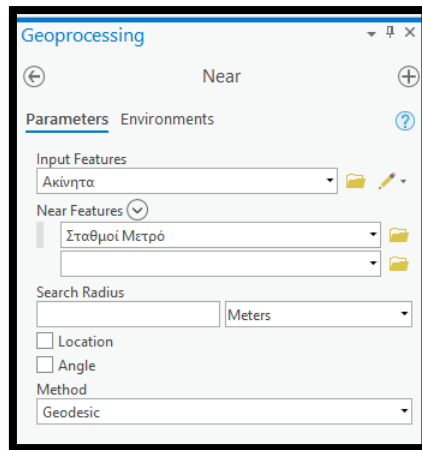 Geoprocessing
Near
Parameters Environments
Input Features
Ακίνητα
Near Features
Σταθμοί Μετρό
Search Radius
Meters
Location
Angle
Method
Geodesic